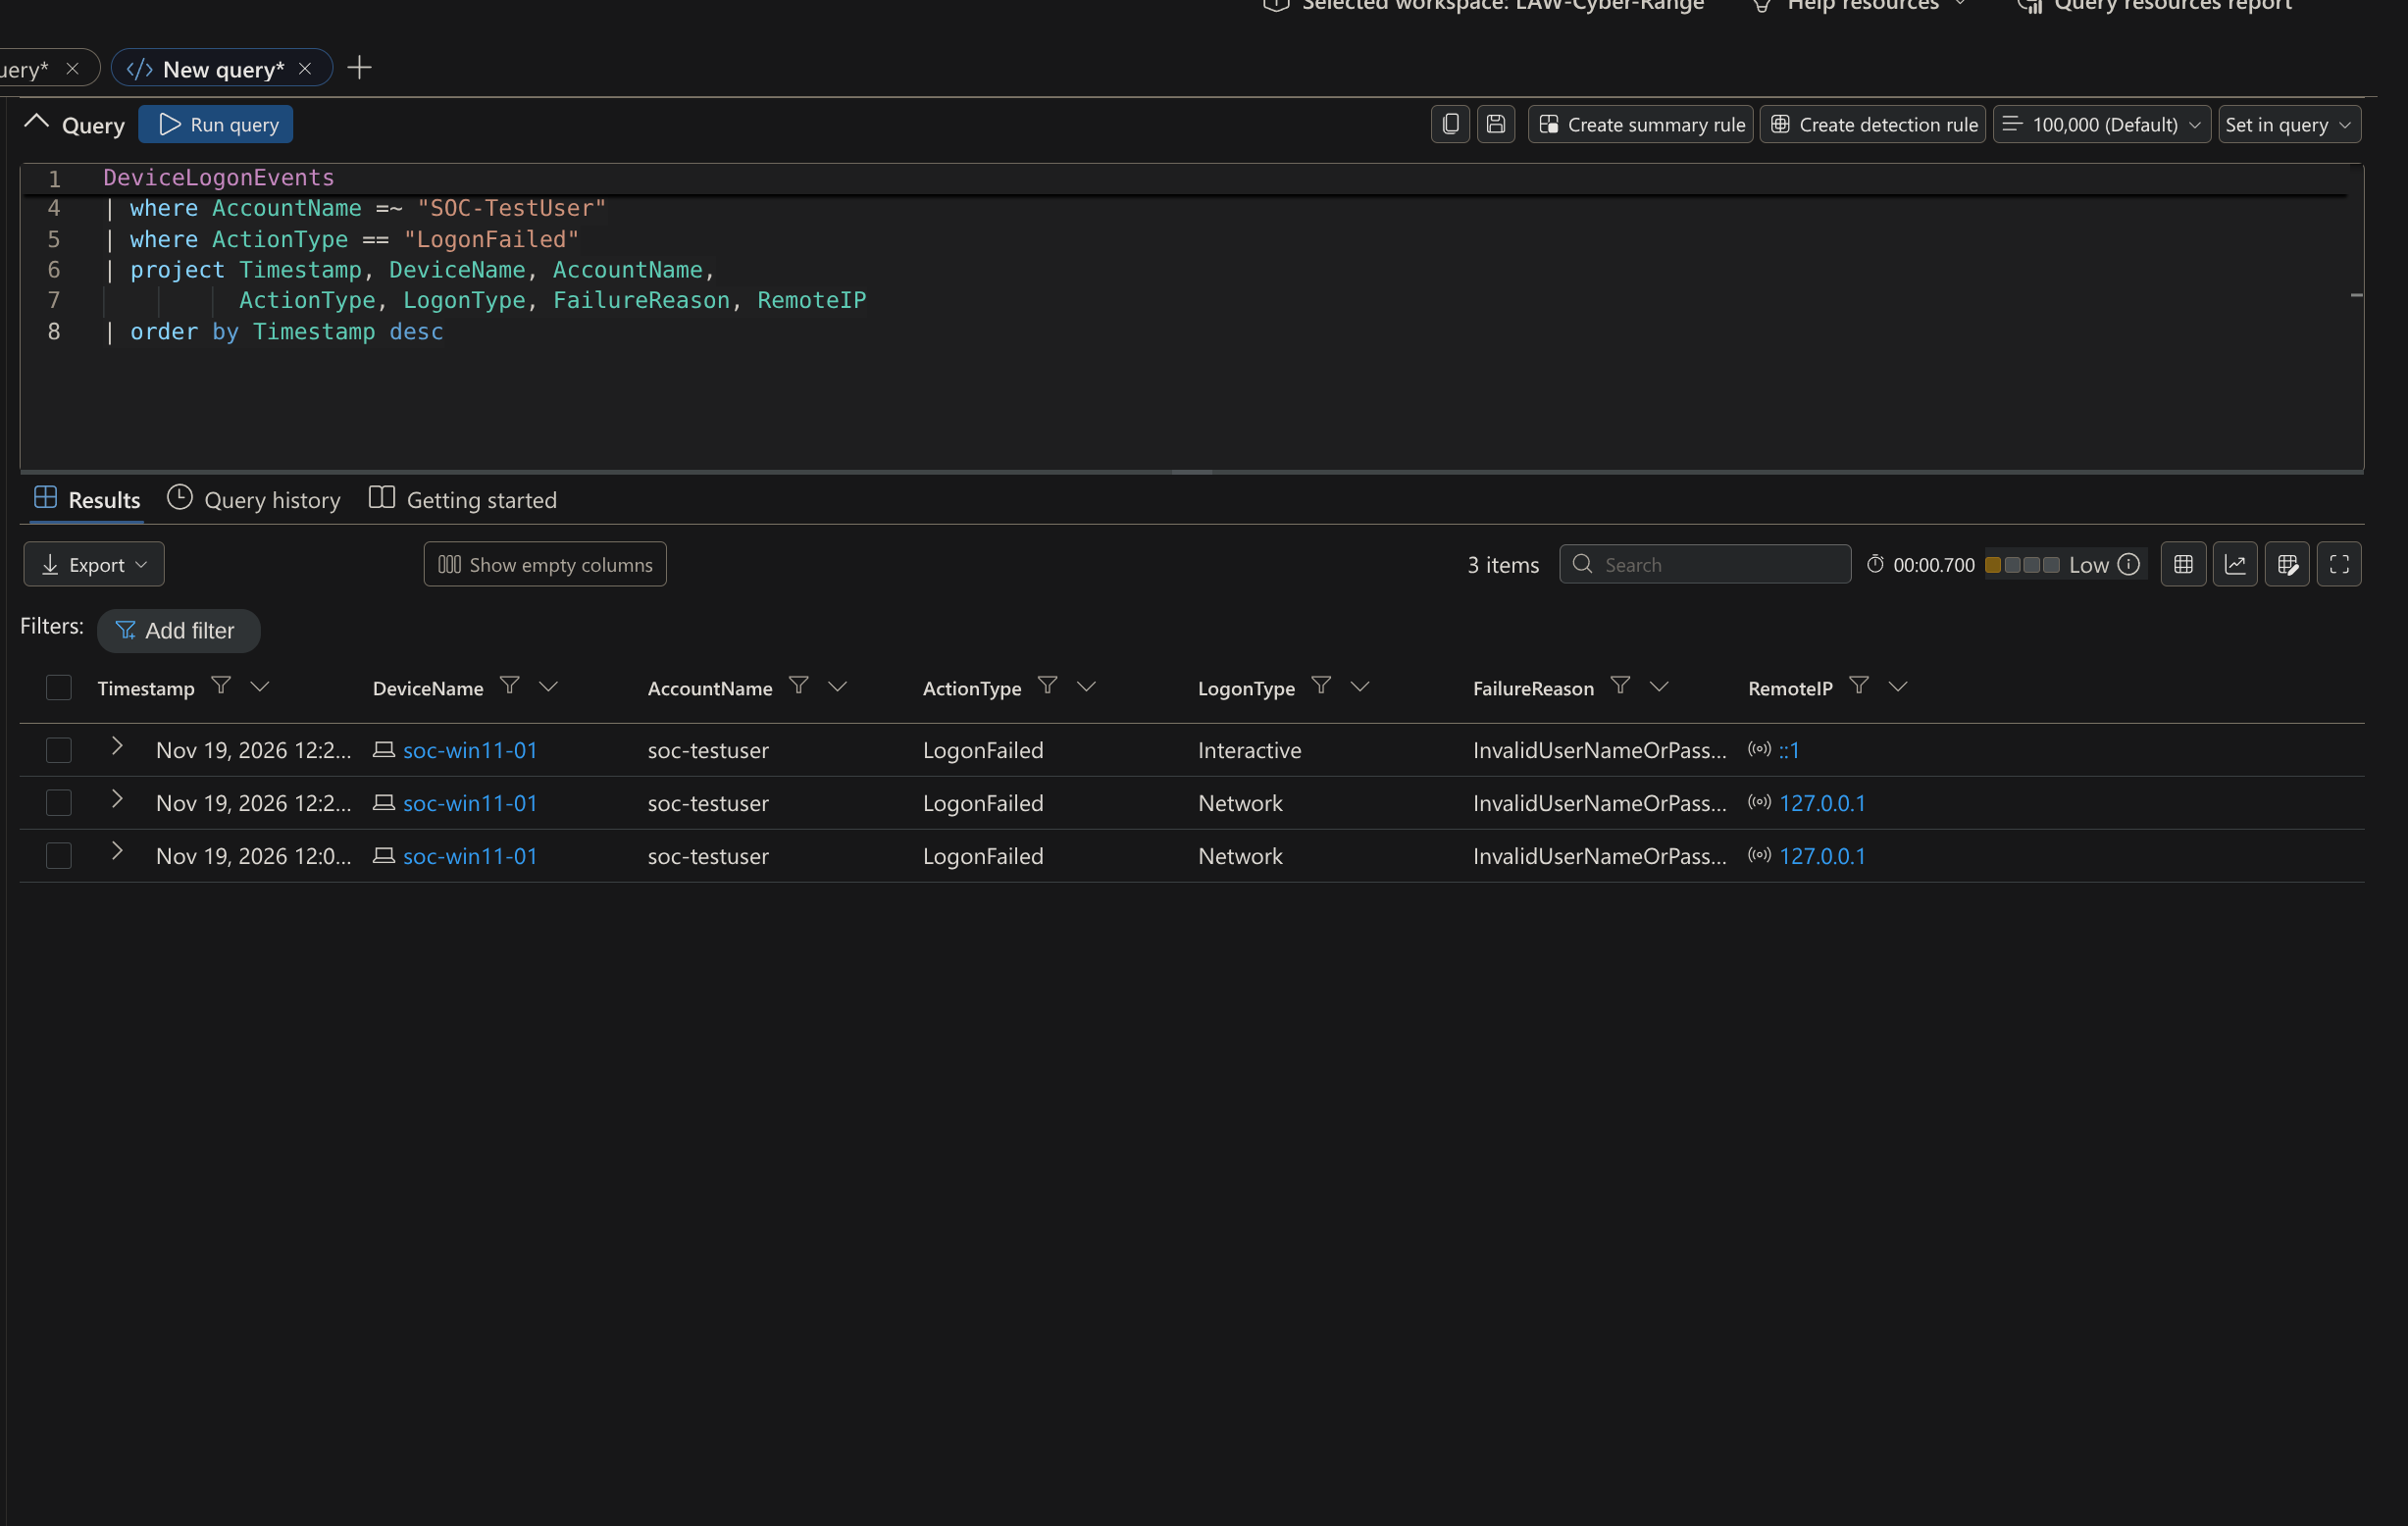 Selected workspace: LAW-Cyber-Range Help resources Query resources report
uery* New query*
Query Run query Create summary rule Create detection rule 100,000 (Default) Set in query
1 DeviceLogonEvents
4 | where AccountName =~ "SOC-TestUser"
5 | where ActionType == "LogonFailed"
6 | project Timestamp, DeviceName, AccountName,
7 ActionType, LogonType, FailureReason, RemoteIP
8 | order by Timestamp desc
Results Query history Getting started
Export Show empty columns 3 items Search 00:00.700 Low
Filters: Add filter
Timestamp DeviceName AccountName ActionType LogonType FailureReason RemoteIP
Nov 19, 2026 12:2... soc-win11-01 soc-testuser LogonFailed Interactive InvalidUserNameOrPass... ::1
Nov 19, 2026 12:2... soc-win11-01 soc-testuser LogonFailed Network InvalidUserNameOrPass... 127.0.0.1
Nov 19, 2026 12:0... soc-win11-01 soc-testuser LogonFailed Network InvalidUserNameOrPass... 127.0.0.1